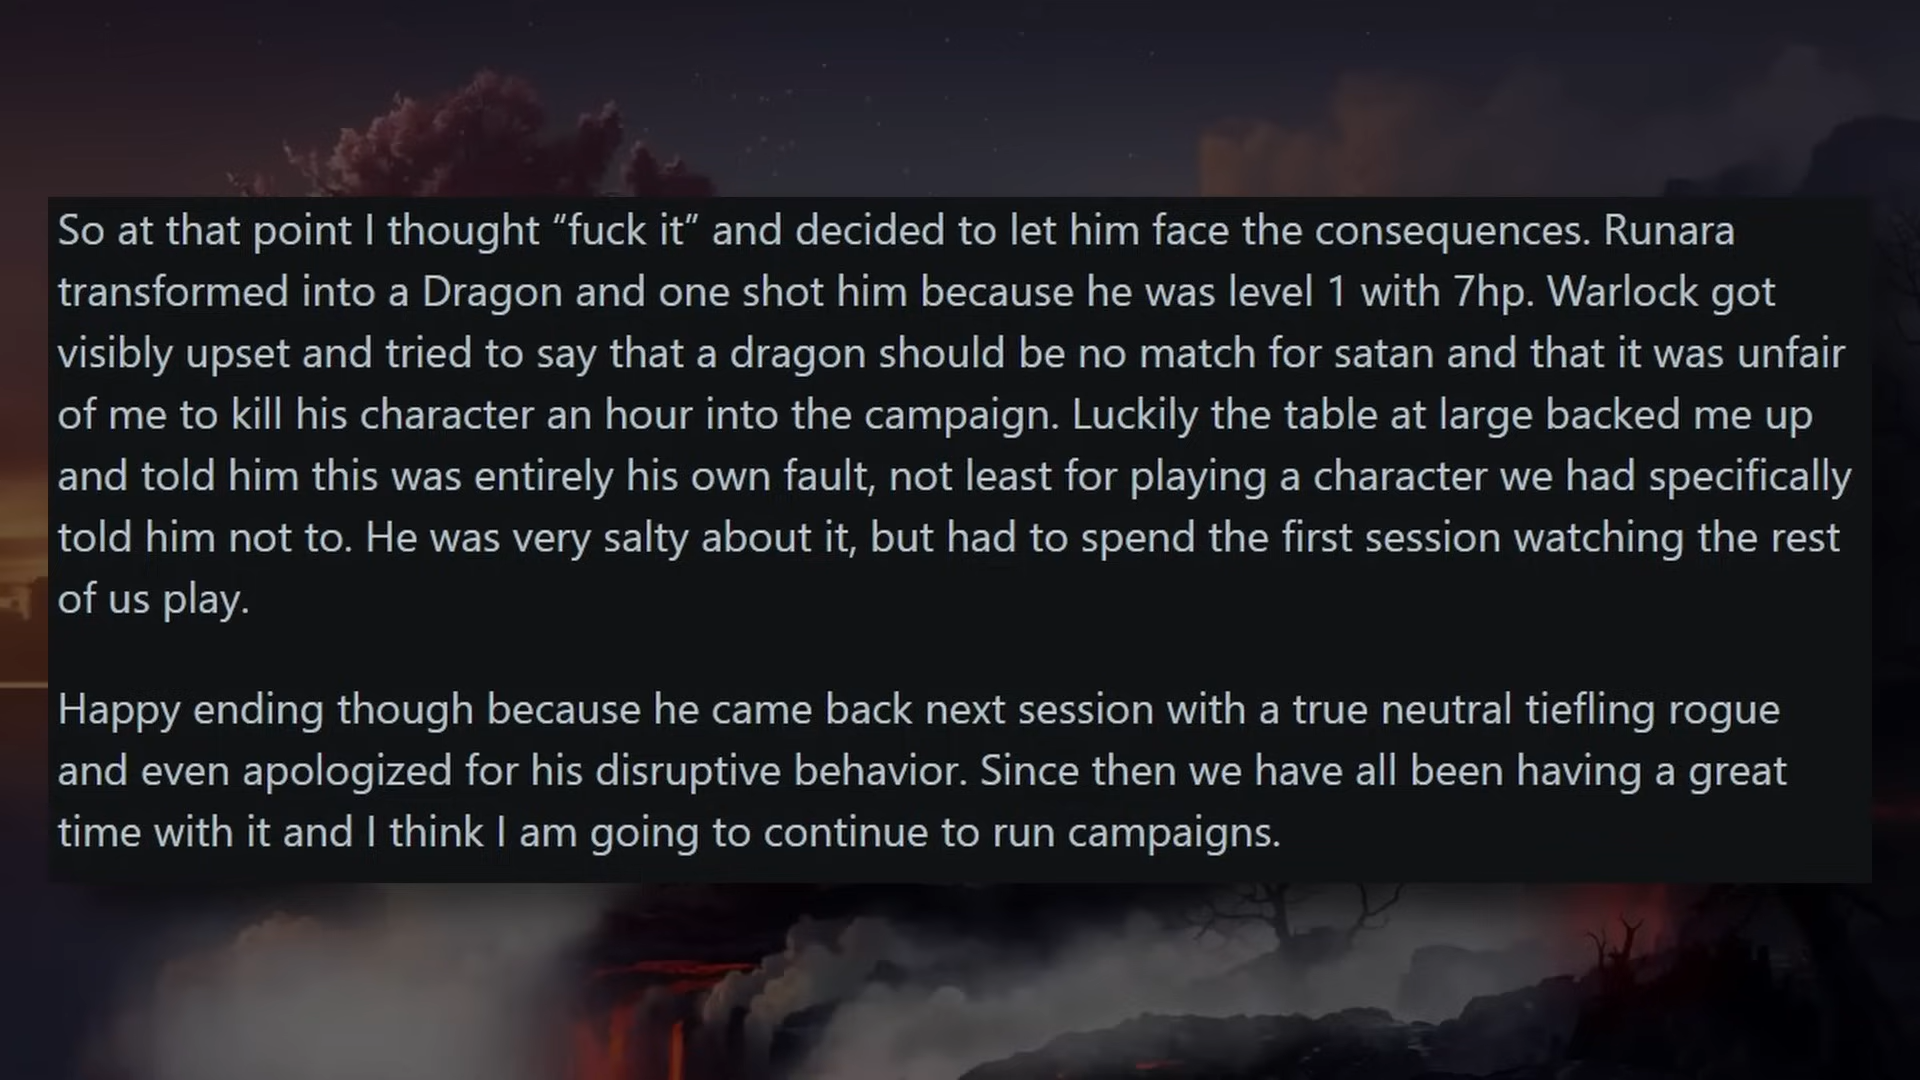 So at that point I thought “fuck it” and decided to let him face the consequences. Runara
transformed into a Dragon and one shot him because he was level 1 with 7hp. Warlock got
visibly upset and tried to say that a dragon should be no match for satan and that it was unfair
of me to kill his character an hour into the campaign. Luckily the table at large backed me up
and told him this was entirely his own fault, not least for playing a character we had specifically
told him not to. He was very salty about it, but had to spend the first session watching the rest
of us play.
Happy ending though because he came back next session with a true neutral tiefling rogue
and even apologized for his disruptive behavior. Since then we have all been having a great
time with it and I think I am going to continue to run campaigns.